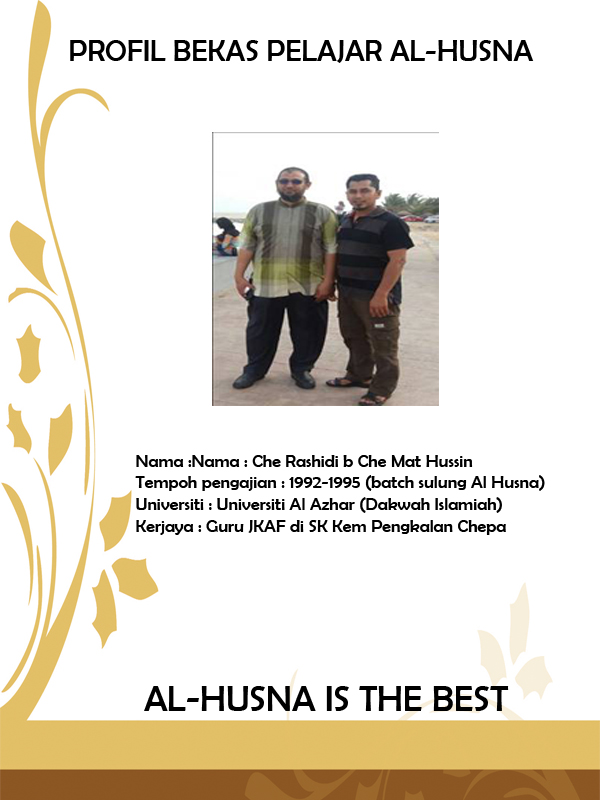 PROFIL BEKAS PELAJAR AL-HUSNA
Nama :Nama : Che Rashidi b Che Mat Hussin
Tempoh pengajian : 1992-1995 (batch sulung Al Husna)
Universiti : Universiti Al Azhar (Dakwah Islamiah)
Kerjaya : Guru JKAF di SK Kem Pengkalan Chepa
AL-HUSNA IS THE BEST